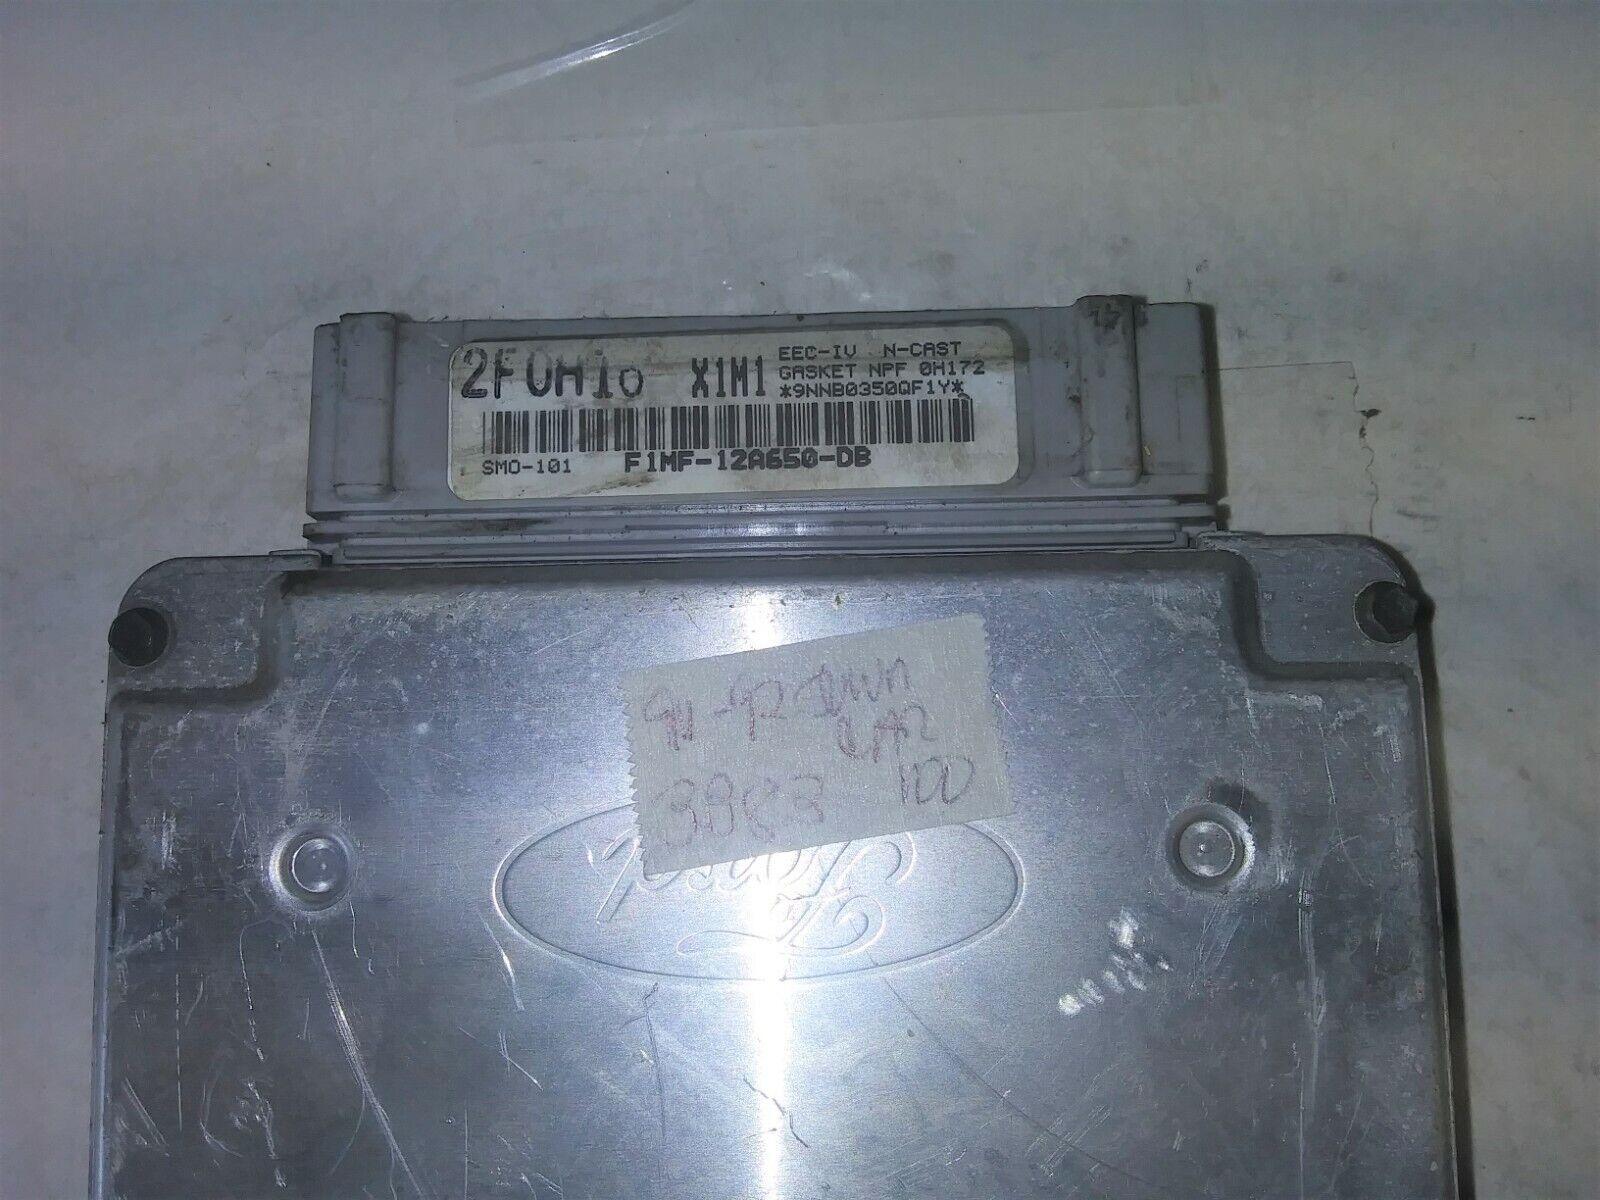 2F0H10 X1M1
EEC-IV N-CAST
GASKET NPF 0H172
*9NNB0350QF1Y*
SMO-101 F1MF-12A650-DB
91-92 Town
CAR
100
Ford